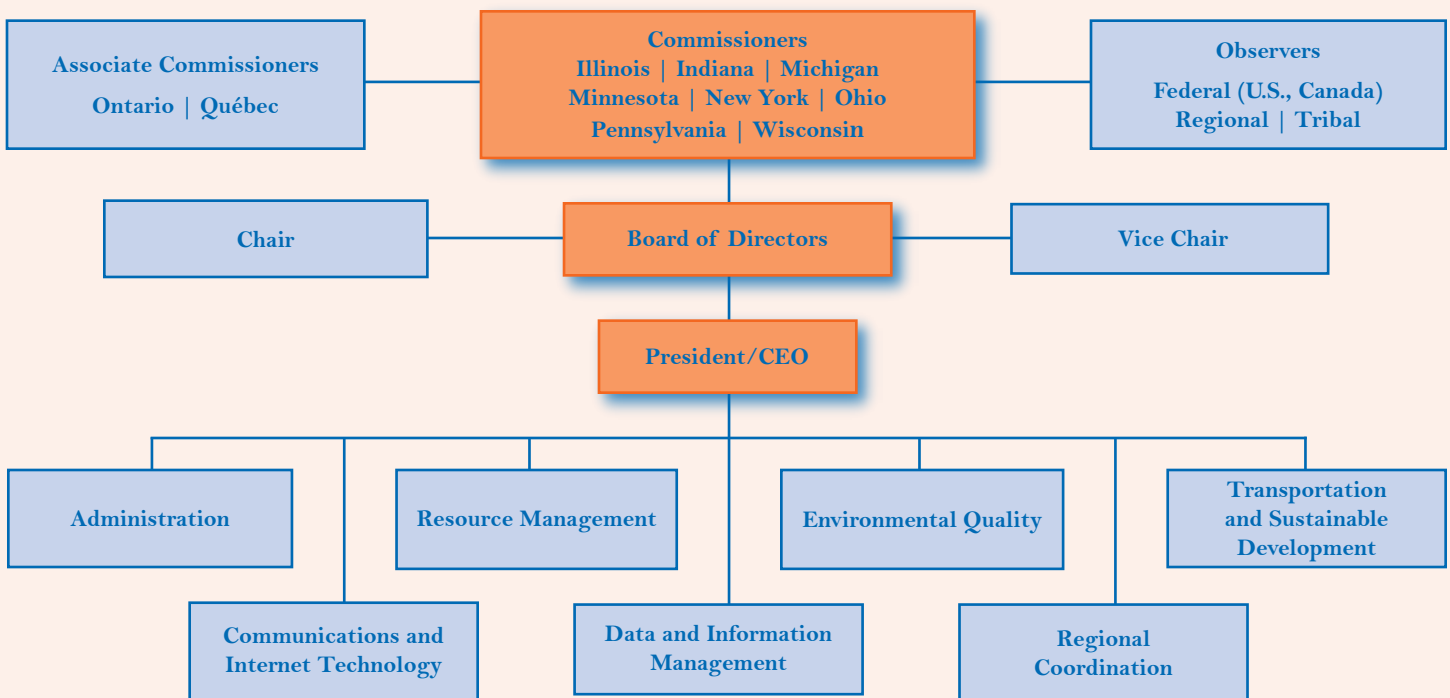 Associate Commissioners
Ontario | Québec
Commissioners
Illinois | Indiana | Michigan
Minnesota | New York | Ohio
Pennsylvania | Wisconsin
Observers
Federal (U.S., Canada)
Regional | Tribal
Chair
Board of Directors
Vice Chair
President/CEO
Administration
Resource Management
Environmental Quality
Transportation
and Sustainable
Development
Communications and
Internet Technology
Data and Information
Management
Regional
Coordination